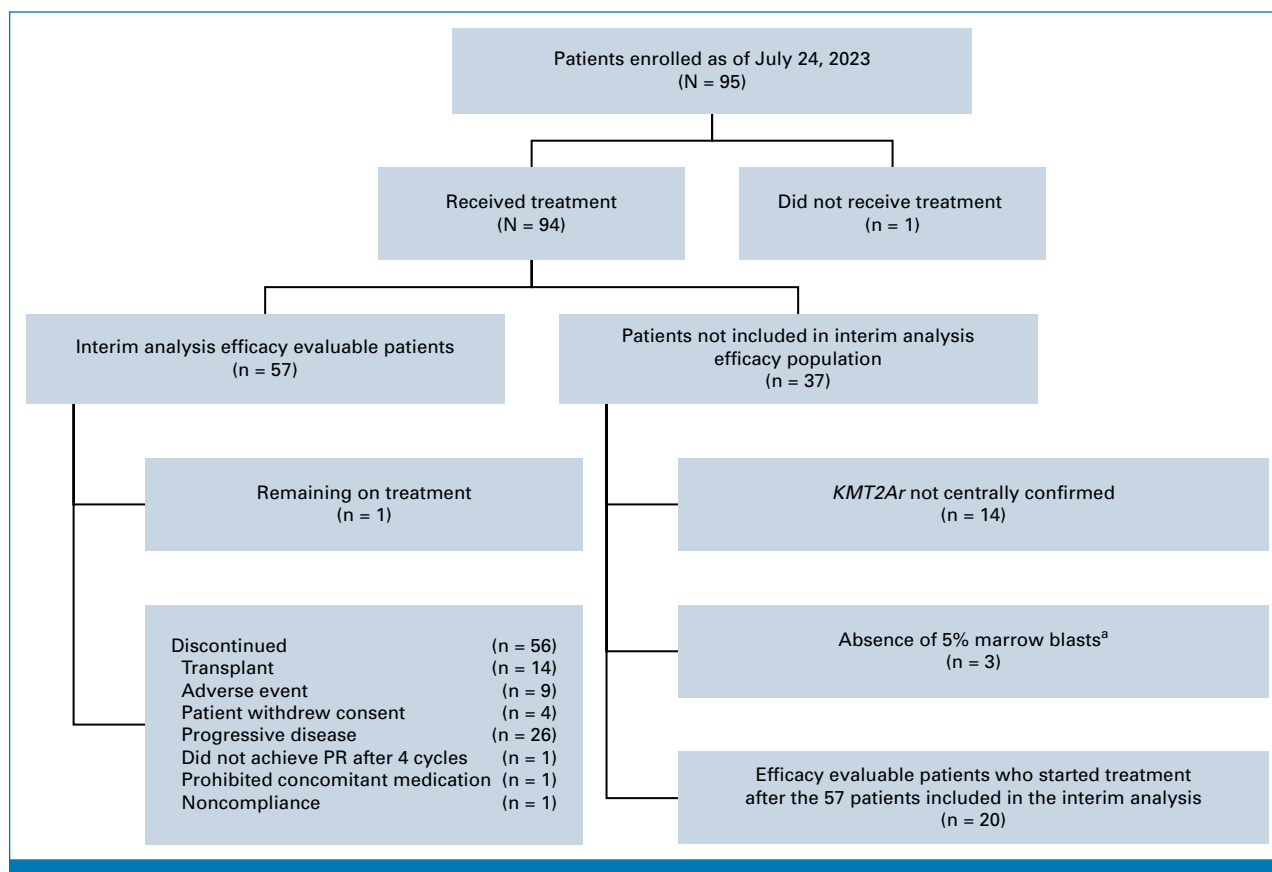 Patients enrolled as of July 24, 2023
(N = 95)
Received treatment
(N = 94)
Did not receive treatment
(n = 1)
Interim analysis efficacy evaluable patients
(n = 57)
Patients not included in interim analysis
efficacy population
(n = 37)
Remaining on treatment
(n = 1)
KMT2Ar not centrally confirmed
(n = 14)
Discontinued (n = 56)
Transplant (n = 14)
Adverse event (n = 9)
Patient withdrew consent (n = 4)
Progressive disease (n = 26)
Did not achieve PR after 4 cycles (n = 1)
Prohibited concomitant medication (n = 1)
Noncompliance (n = 1)
Absence of 5% marrow blastsᵃ
(n = 3)
Efficacy evaluable patients who started treatment
after the 57 patients included in the interim analysis
(n = 20)